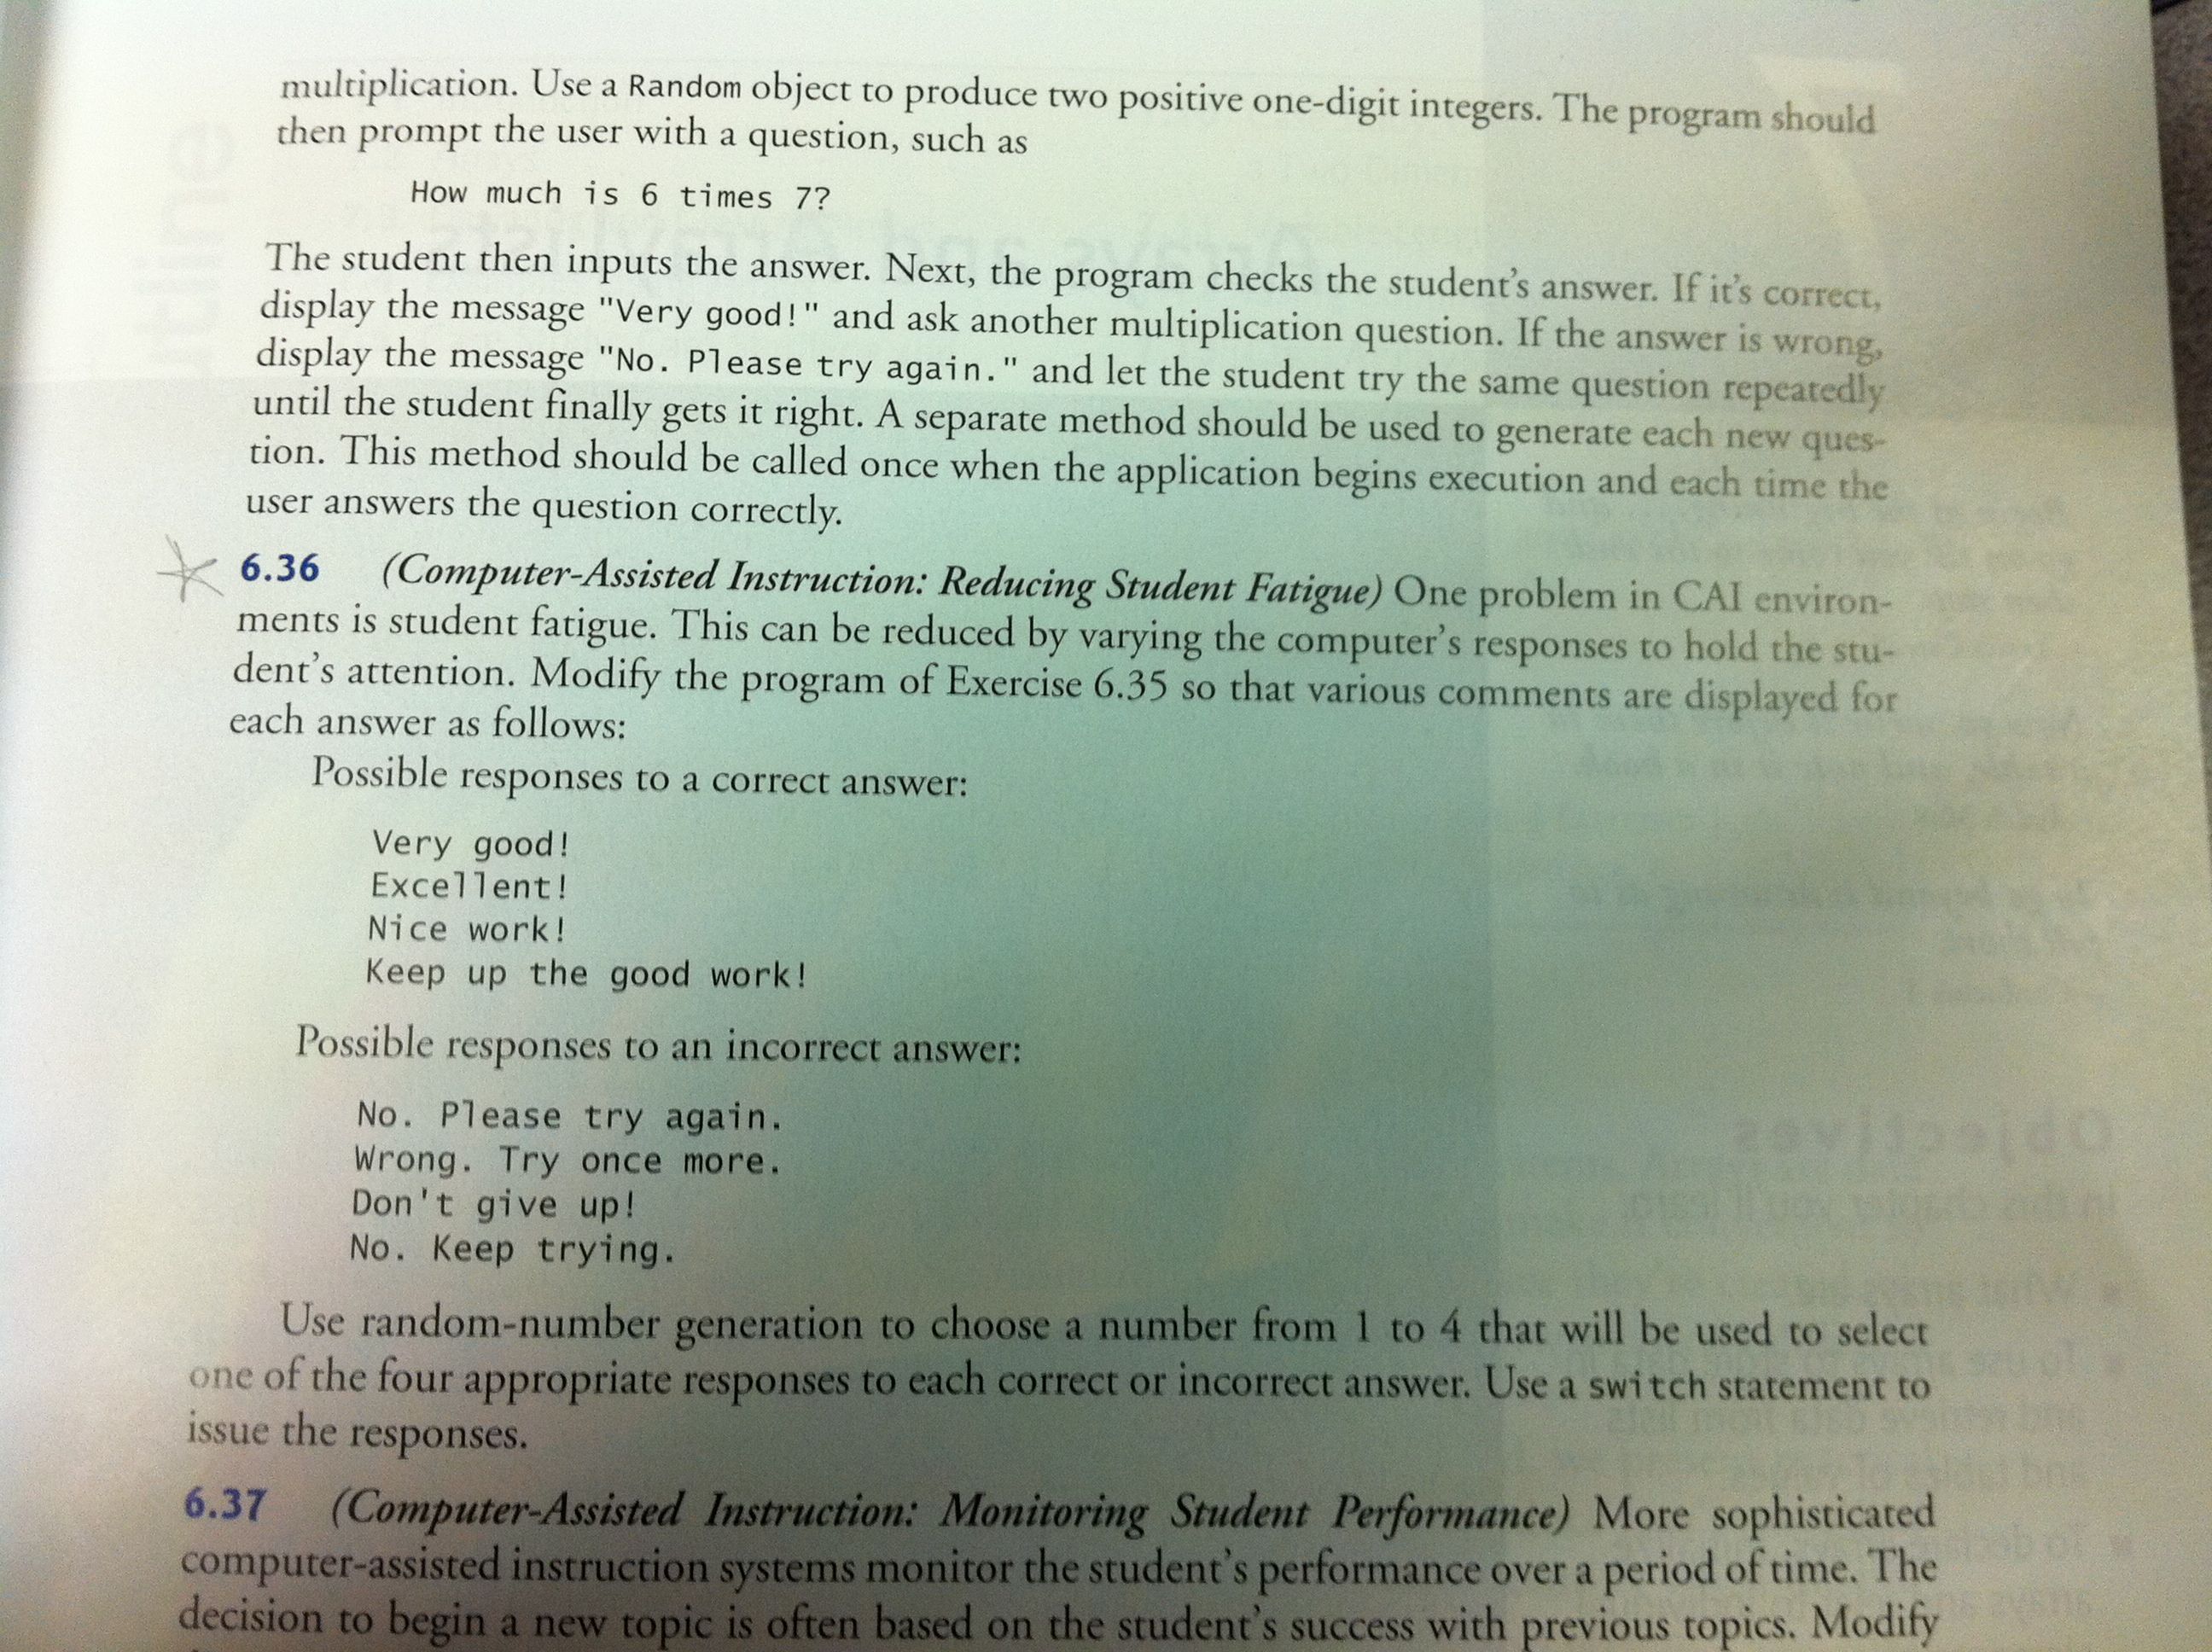 multiplication. Use a Random object to produce two positive one-digit integers. The program should
then prompt the user with a question, such as
How much is 6 times 7?
The student then inputs the answer. Next, the program checks the student's answer. If it's correct,
display the message "Very good!" and ask another multiplication question. If the answer is wrong,
display the message "No. Please try again." and let the student try the same question repeatedly
until the student finally gets it right. A separate method should be used to generate each new ques-
tion. This method should be called once when the application begins execution and each time the
user answers the question correctly.
6.36 (Computer-Assisted Instruction: Reducing Student Fatigue) One problem in CAI environ-
ments is student fatigue. This can be reduced by varying the computer's responses to hold the stu-
dent's attention. Modify the program of Exercise 6.35 so that various comments are displayed for
each answer as follows:
Possible responses to a correct answer:
Very good!
Excellent!
Nice work!
Keep up the good work!
Possible responses to an incorrect answer:
No. Please try again.
Wrong. Try once more.
Don't give up!
No. Keep trying.
Use random-number generation to choose a number from 1 to 4 that will be used to select
one of the four appropriate responses to each correct or incorrect answer. Use a switch statement to
issue the responses.
6.37 (Computer-Assisted Instruction: Monitoring Student Performance) More sophisticated
computer-assisted instruction systems monitor the student's performance over a period of time. The
decision to begin a new topic is often based on the student's success with previous topics. Modify